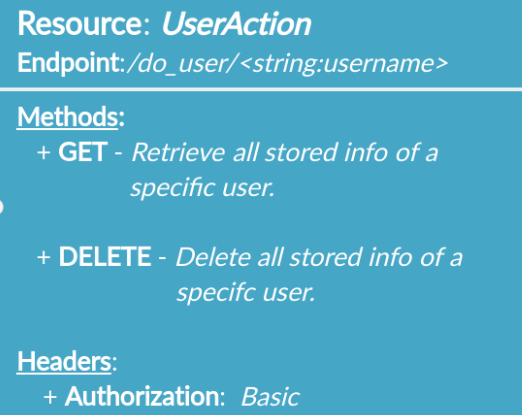 Resource: UserAction
Endpoint:/do_user/<string:username>
Methods:
+ GET - Retrieve all stored info of a
specific user.
+ DELETE - Delete all stored info of a
specifc user.
Headers:
+ Authorization: Basic